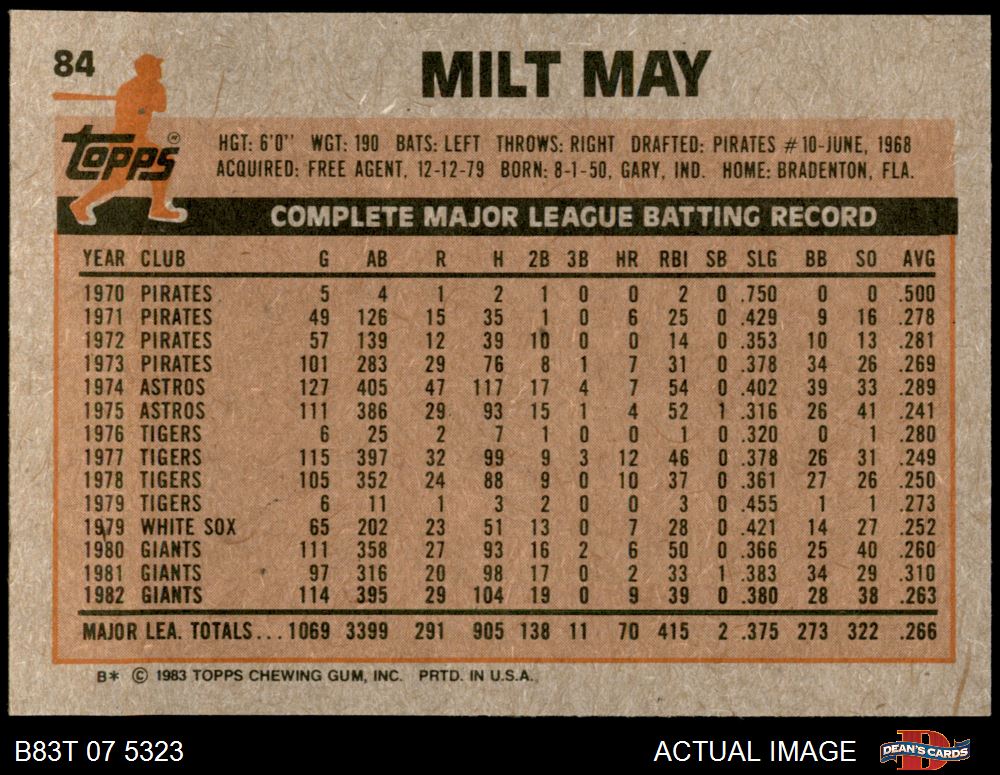 84
MILT MAY
topps®
HGT: 6'0" WGT: 190 BATS: LEFT THROWS: RIGHT DRAFTED: PIRATES #10-JUNE, 1968
ACQUIRED: FREE AGENT, 12-12-79 BORN: 8-1-50, GARY, IND. HOME: BRADENTON, FLA.
COMPLETE MAJOR LEAGUE BATTING RECORD
YEAR CLUB G AB R H 2B 3B HR RBI SB SLG BB SO AVG
1970 PIRATES 5 4 1 2 1 0 0 2 0 .750 0 0 .500
1971 PIRATES 49 126 15 35 1 0 6 25 0 .429 9 16 .278
1972 PIRATES 57 139 12 39 10 0 0 14 0 .353 10 13 .281
1973 PIRATES 101 283 29 76 8 1 7 31 0 .378 34 26 .269
1974 ASTROS 127 405 47 117 17 4 7 54 0 .402 39 33 .289
1975 ASTROS 111 386 29 93 15 1 4 52 1 .316 26 41 .241
1976 TIGERS 6 25 2 7 1 0 0 1 0 .320 0 1 .280
1977 TIGERS 115 397 32 99 9 3 12 46 0 .378 26 31 .249
1978 TIGERS 105 352 24 88 9 0 10 37 0 .361 27 26 .250
1979 TIGERS 6 11 1 3 2 0 0 3 0 .455 1 1 .273
1979 WHITE SOX 65 202 23 51 13 0 7 28 0 .421 14 27 .252
1980 GIANTS 111 358 27 93 16 2 6 50 0 .366 25 40 .260
1981 GIANTS 97 316 20 98 17 0 2 33 1 .383 34 29 .310
1982 GIANTS 114 395 29 104 19 0 9 39 0 .380 28 38 .263
MAJOR LEA. TOTALS... 1069 3399 291 905 138 11 70 415 2 .375 273 322 .266
B* © 1983 TOPPS CHEWING GUM, INC. PRTD. IN U.S.A.
B83T 07 5323 ACTUAL IMAGE D DEAN'S CARDS